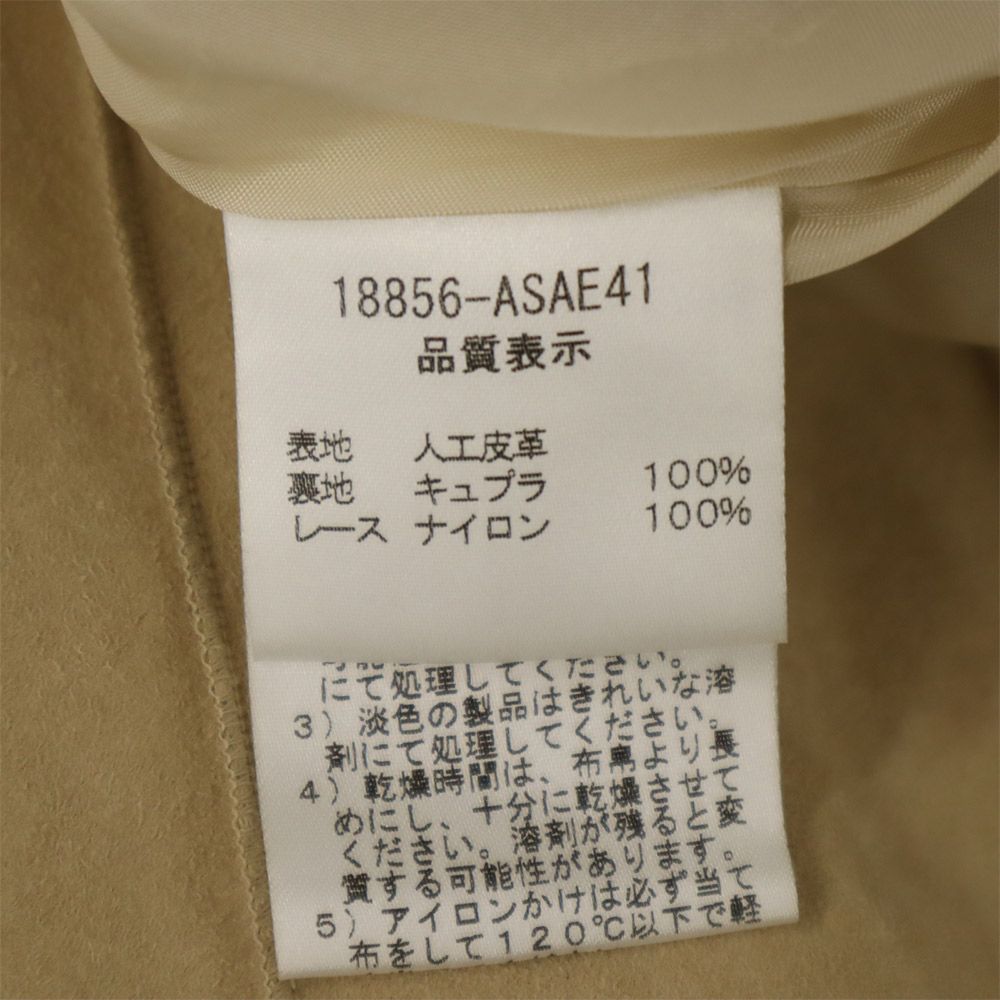 18856-ASAE41
品質表示
表地 人工皮革
裏地 キュプラ 100%
レース ナイロン 100%
にて処理してください。
3) 淡色の製品はきれいな溶
剤にて処理してください。
4) 乾燥時間は、布帛より長
めにし、十分に乾燥させて
ください。溶剤が残ると変
質する可能性があります。
5) アイロンかけは必ず当て
布をして120℃以下で軽